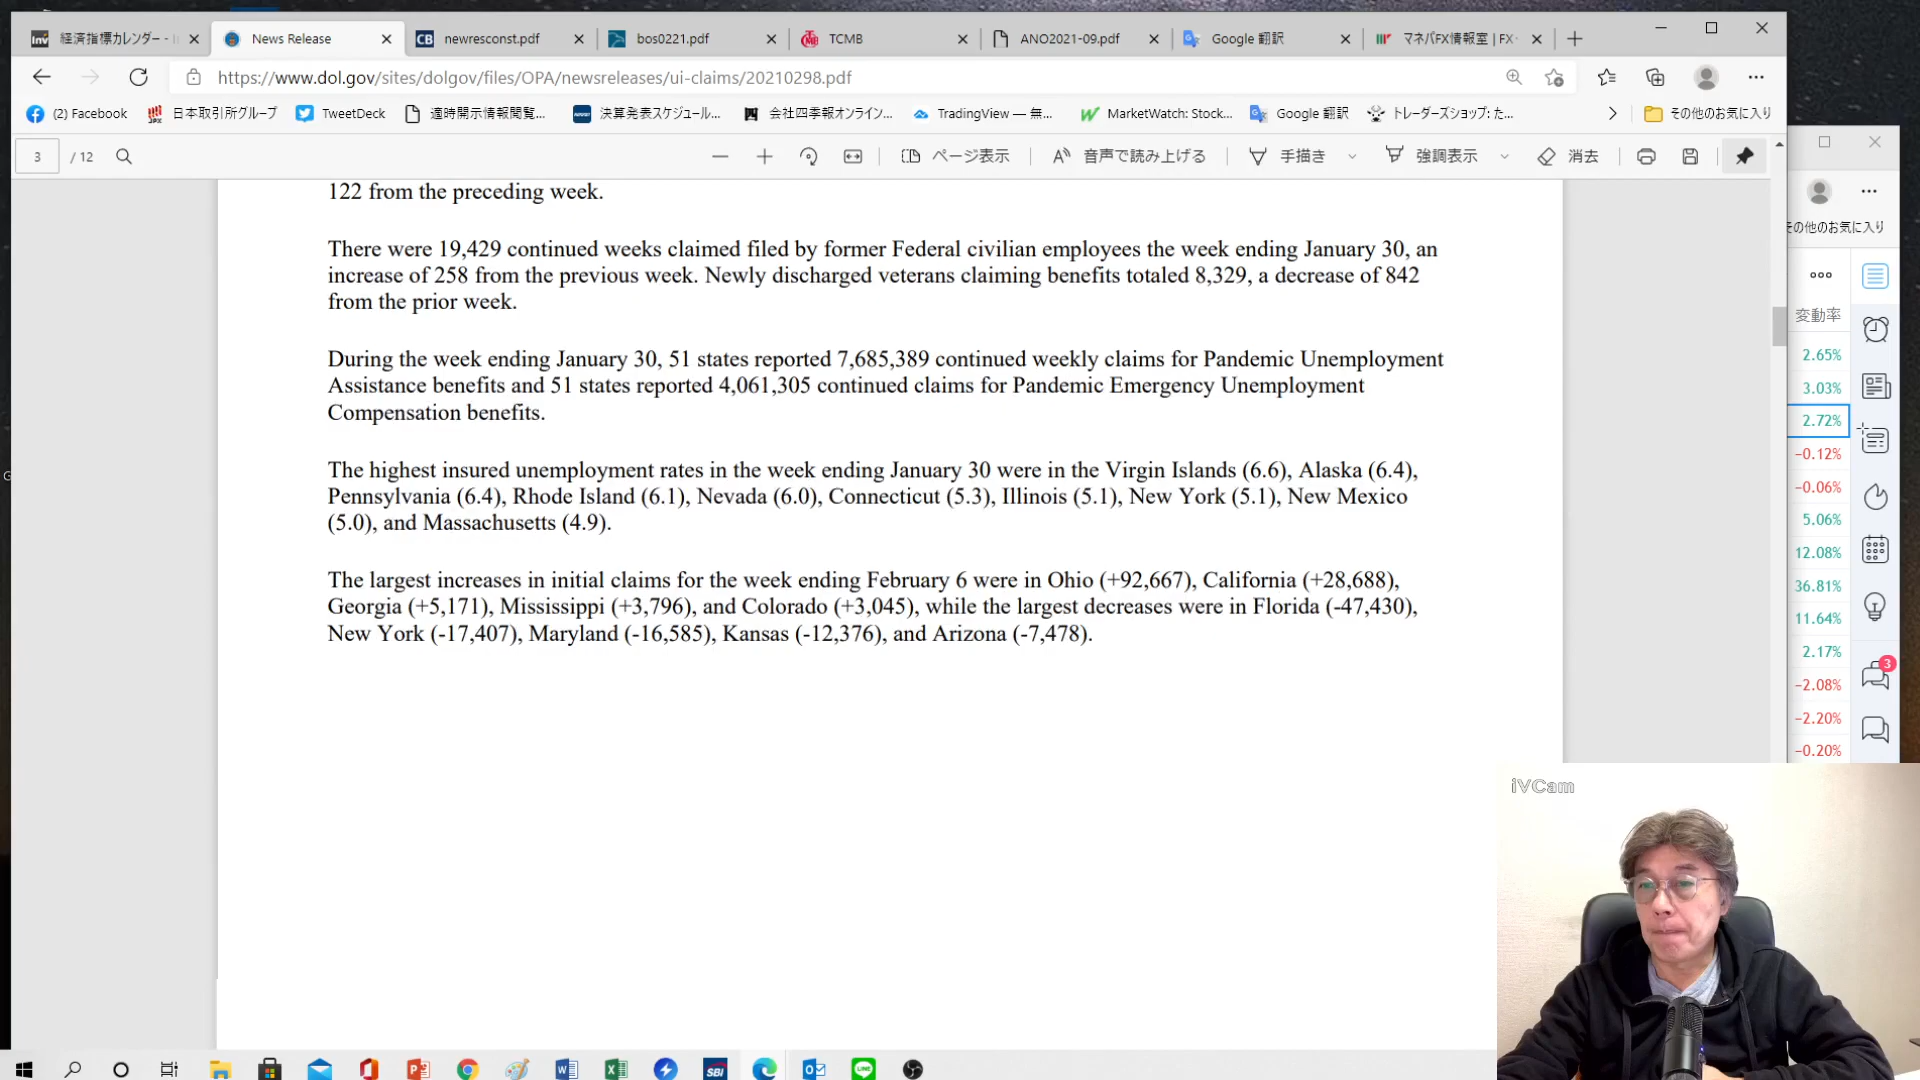 経済指標カレンダー - I
News Release
newresconst.pdf
bos0221.pdf
TCMB
ANO2021-09.pdf
Google 翻訳
マネパFX情報室 | FX
https://www.dol.gov/sites/dolgov/files/OPA/newsreleases/ui-claims/20210298.pdf
(2) Facebook
日本取引所グループ
TweetDeck
適時開示情報閲覧...
決算発表スケジュール...
会社四季報オンライン...
TradingView — 無...
MarketWatch: Stock...
Google 翻訳
トレーダーズショップ: た...
その他のお気に入り
3
/ 12
ページ表示
音声で読み上げる
手描き
強調表示
消去
122 from the preceding week.
There were 19,429 continued weeks claimed filed by former Federal civilian employees the week ending January 30, an
increase of 258 from the previous week. Newly discharged veterans claiming benefits totaled 8,329, a decrease of 842
from the prior week.
During the week ending January 30, 51 states reported 7,685,389 continued weekly claims for Pandemic Unemployment
Assistance benefits and 51 states reported 4,061,305 continued claims for Pandemic Emergency Unemployment
Compensation benefits.
The highest insured unemployment rates in the week ending January 30 were in the Virgin Islands (6.6), Alaska (6.4),
Pennsylvania (6.4), Rhode Island (6.1), Nevada (6.0), Connecticut (5.3), Illinois (5.1), New York (5.1), New Mexico
(5.0), and Massachusetts (4.9).
The largest increases in initial claims for the week ending February 6 were in Ohio (+92,667), California (+28,688),
Georgia (+5,171), Mississippi (+3,796), and Colorado (+3,045), while the largest decreases were in Florida (-47,430),
New York (-17,407), Maryland (-16,585), Kansas (-12,376), and Arizona (-7,478).
その他のお気に入り
変動率
2.65%
3.03%
2.72%
−0.12%
−0.06%
5.06%
12.08%
36.81%
11.64%
2.17%
−2.08%
−2.20%
−0.20%
3
iVCam
SBI